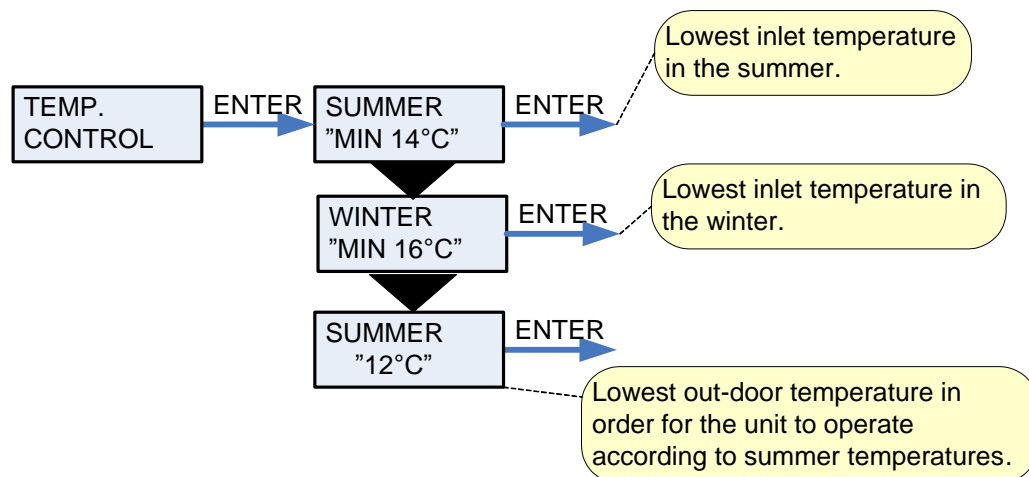 Lowest inlet temperature
in the summer.
TEMP.
CONTROL
ENTER
SUMMER
”MIN 14°C”
ENTER
WINTER
”MIN 16°C”
ENTER
Lowest inlet temperature in
the winter.
SUMMER
”12°C”
ENTER
Lowest out-door temperature in
order for the unit to operate
according to summer temperatures.